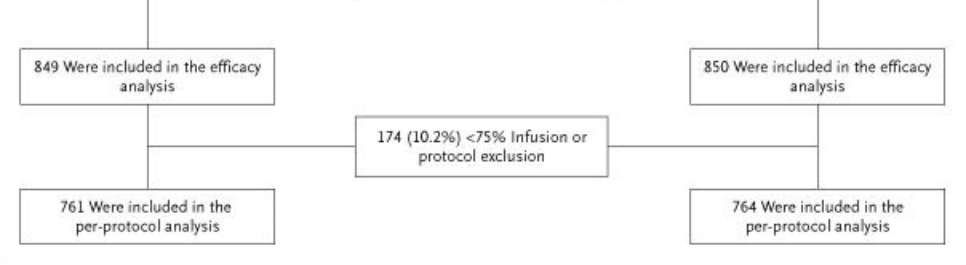 849 Were included in the efficacy
analysis
850 Were included in the efficacy
analysis
174 (10.2%) <75% Infusion or
protocol exclusion
761 Were included in the
per-protocol analysis
764 Were included in the
per-protocol analysis